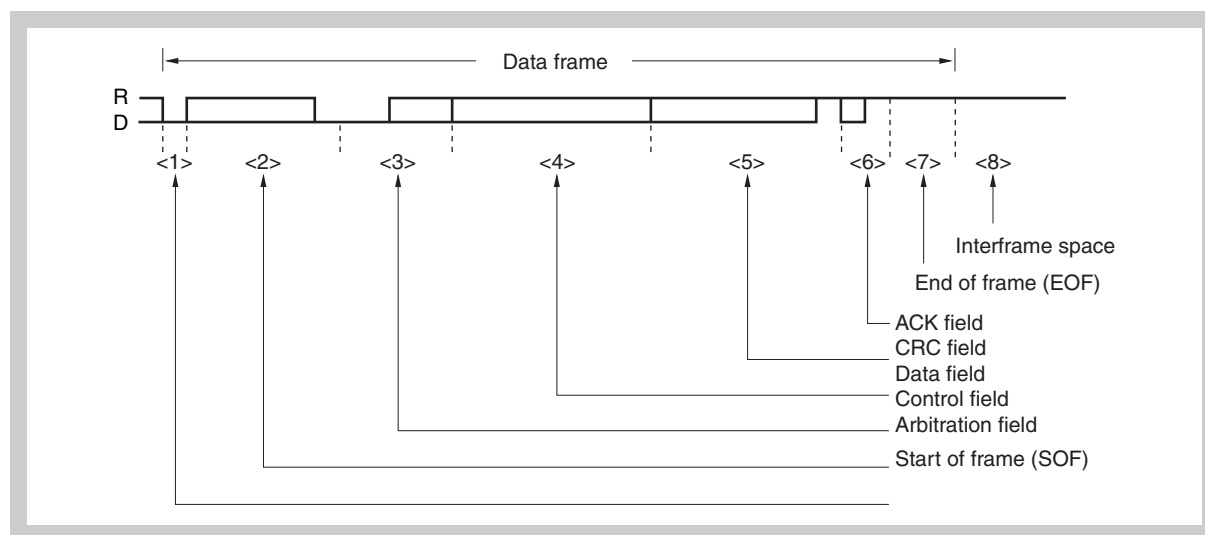 Data frame
R
D
<1> <2> <3> <4> <5> <6> <7> <8>
Interframe space
End of frame (EOF)
ACK field
CRC field
Data field
Control field
Arbitration field
Start of frame (SOF)